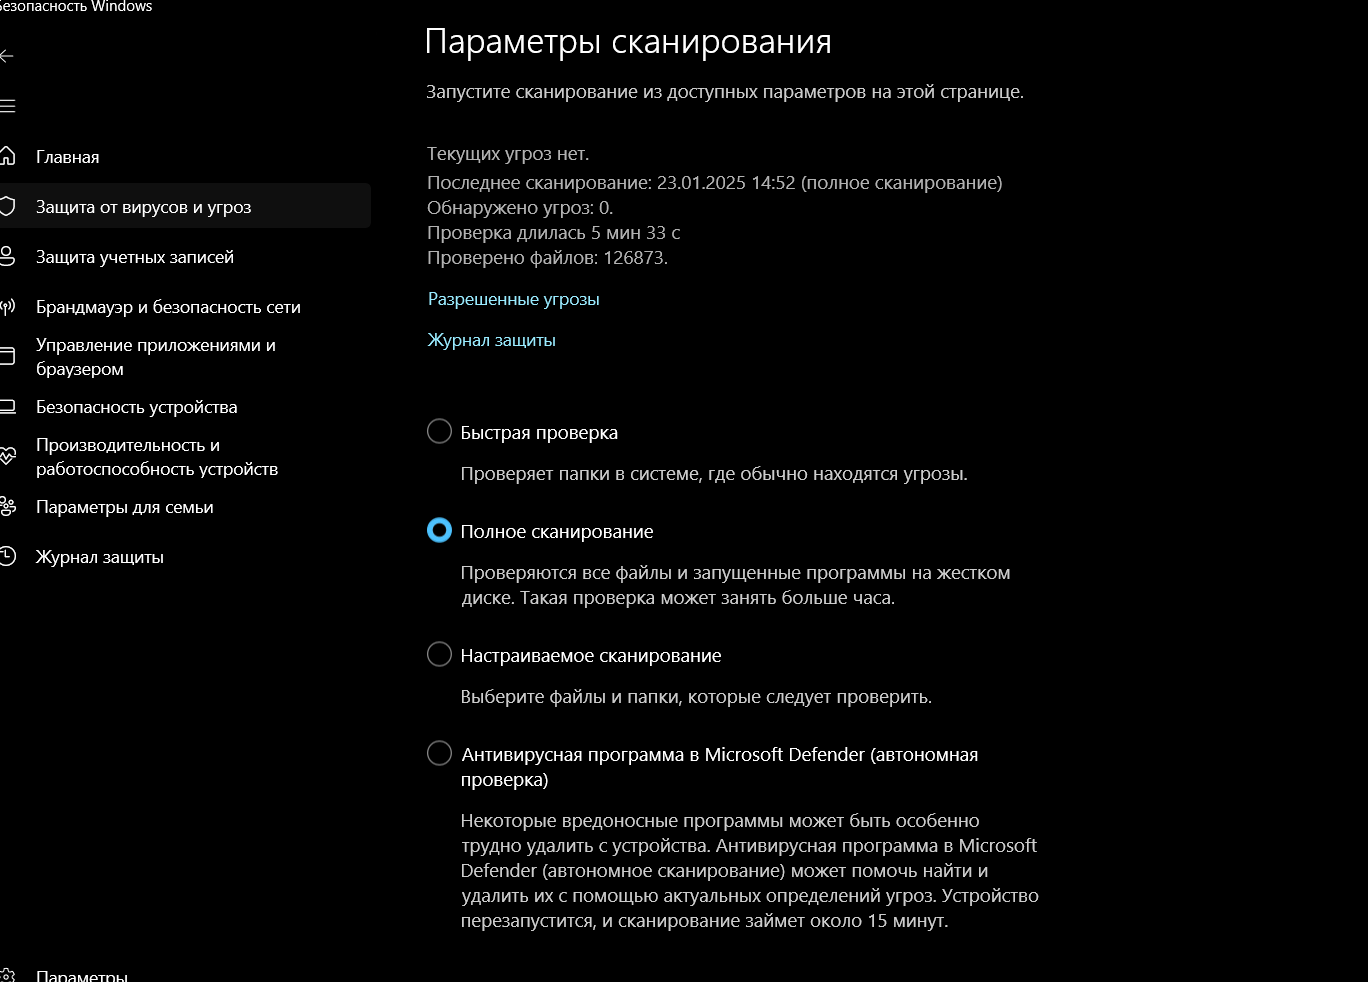 Безопасность Windows
Главная
Защита от вирусов и угроз
Защита учетных записей
Брандмауэр и безопасность сети
Управление приложениями и
браузером
Безопасность устройства
Производительность и
работоспособность устройств
Параметры для семьи
Журнал защиты
Параметры
Параметры сканирования
Запустите сканирование из доступных параметров на этой странице.
Текущих угроз нет.
Последнее сканирование: 23.01.2025 14:52 (полное сканирование)
Обнаружено угроз: 0.
Проверка длилась 5 мин 33 с
Проверено файлов: 126873.
Разрешенные угрозы
Журнал защиты
Быстрая проверка
Проверяет папки в системе, где обычно находятся угрозы.
Полное сканирование
Проверяются все файлы и запущенные программы на жестком
диске. Такая проверка может занять больше часа.
Настраиваемое сканирование
Выберите файлы и папки, которые следует проверить.
Антивирусная программа в Microsoft Defender (автономная
проверка)
Некоторые вредоносные программы может быть особенно
трудно удалить с устройства. Антивирусная программа в Microsoft
Defender (автономное сканирование) может помочь найти и
удалить их с помощью актуальных определений угроз. Устройство
перезапустится, и сканирование займет около 15 минут.